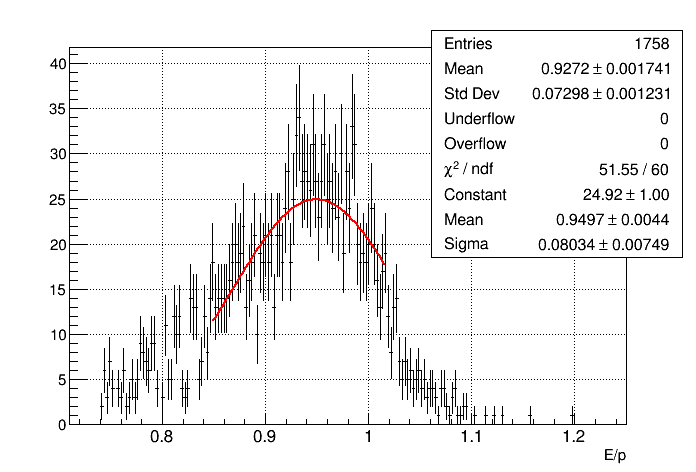 Entries 1758
Mean 0.9272 ± 0.001741
Std Dev 0.07298 ± 0.001231
Underflow 0
Overflow 0
χ² / ndf 51.55 / 60
Constant 24.92 ± 1.00
Mean 0.9497 ± 0.0044
Sigma 0.08034 ± 0.00749
40
35
30
25
20
15
10
5
0
0.8 0.9 1 1.1 1.2
E/p